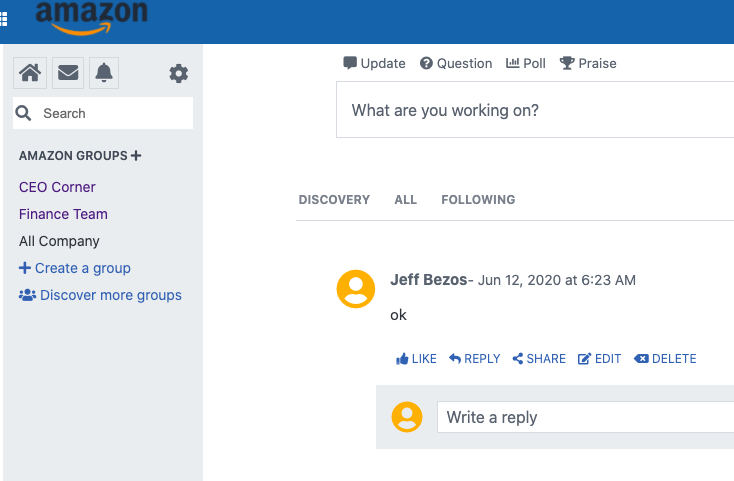 amazon
Update Question Poll Praise
What are you working on?
Search
AMAZON GROUPS
CEO Corner
Finance Team
All Company
Create a group
Discover more groups
DISCOVERY ALL FOLLOWING
Jeff Bezos- Jun 12, 2020 at 6:23 AM
ok
LIKE REPLY SHARE EDIT DELETE
Write a reply